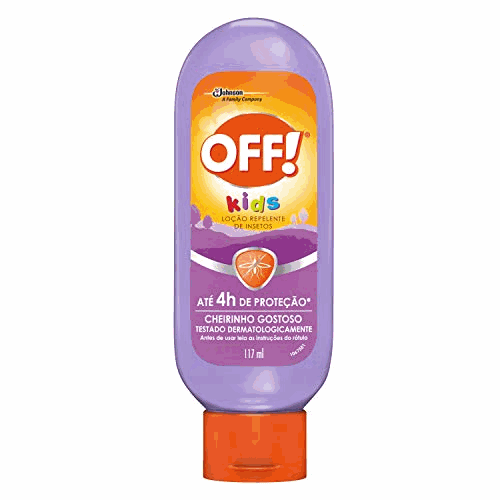 SC Johnson
A Family Company
OFF!®
kids
LOÇÃO REPELENTE
DE INSETOS
ATÉ 4h DE PROTEÇÃO*
CHEIRINHO GOSTOSO
TESTADO DERMATOLOGICAMENTE
Antes de usar leia as instruções do rótulo
117 ml